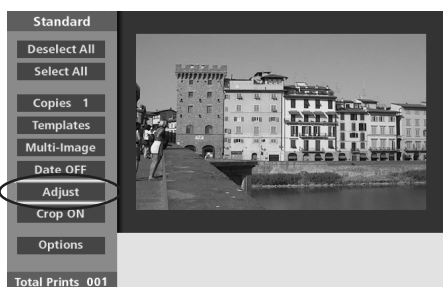 Standard
Deselect All
Select All
Copies 1
Templates
Multi-Image
Date OFF
Adjust
Crop ON
Options
Total Prints 001